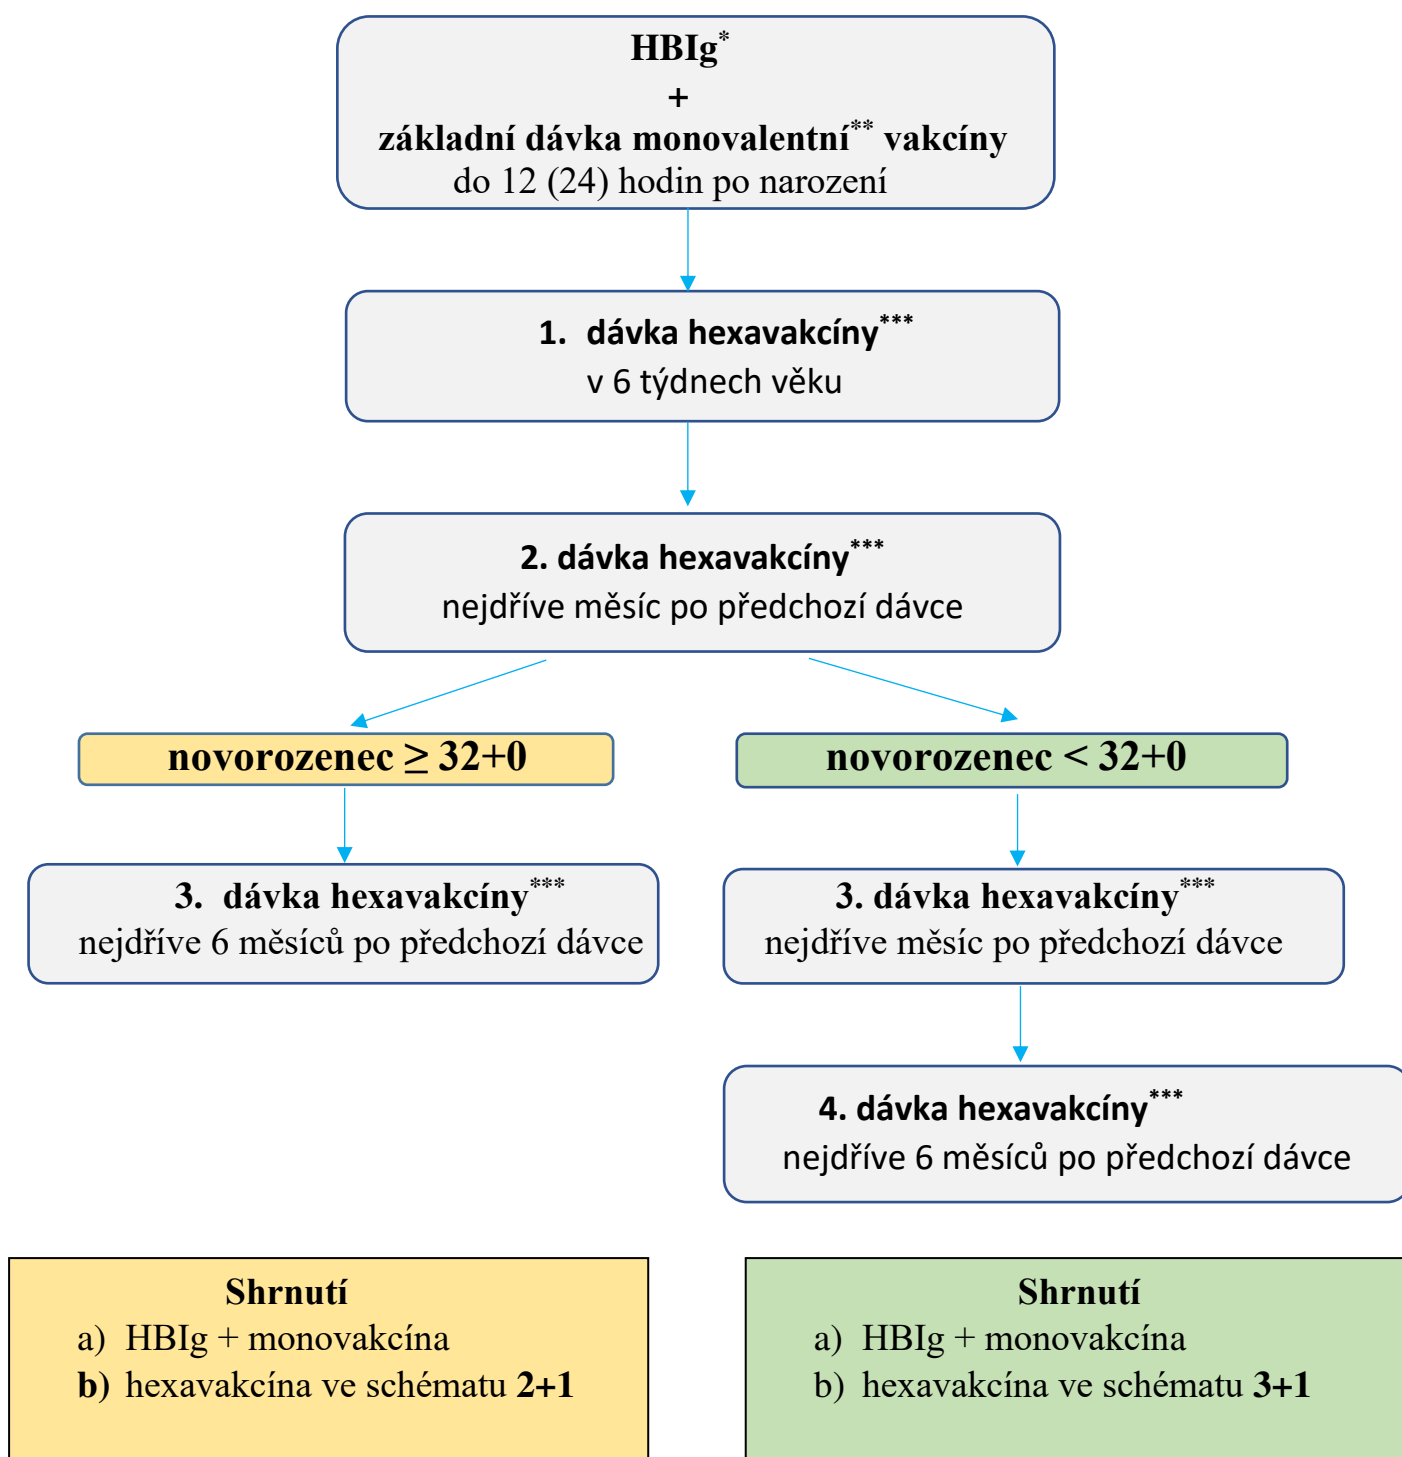 HBIg*
+
základní dávka monovalentní** vakcíny
do 12 (24) hodin po narození
1. dávka hexavakcíny***
v 6 týdnech věku
2. dávka hexavakcíny***
nejdříve měsíc po předchozí dávce
novorozenec ≥ 32+0
novorozenec < 32+0
3. dávka hexavakcíny***
nejdříve 6 měsíců po předchozí dávce
3. dávka hexavakcíny***
nejdříve měsíc po předchozí dávce
4. dávka hexavakcíny***
nejdříve 6 měsíců po předchozí dávce
Shrnutí
a) HBIg + monovakcína
b) hexavakcína ve schématu 2+1
Shrnutí
a) HBIg + monovakcína
b) hexavakcína ve schématu 3+1